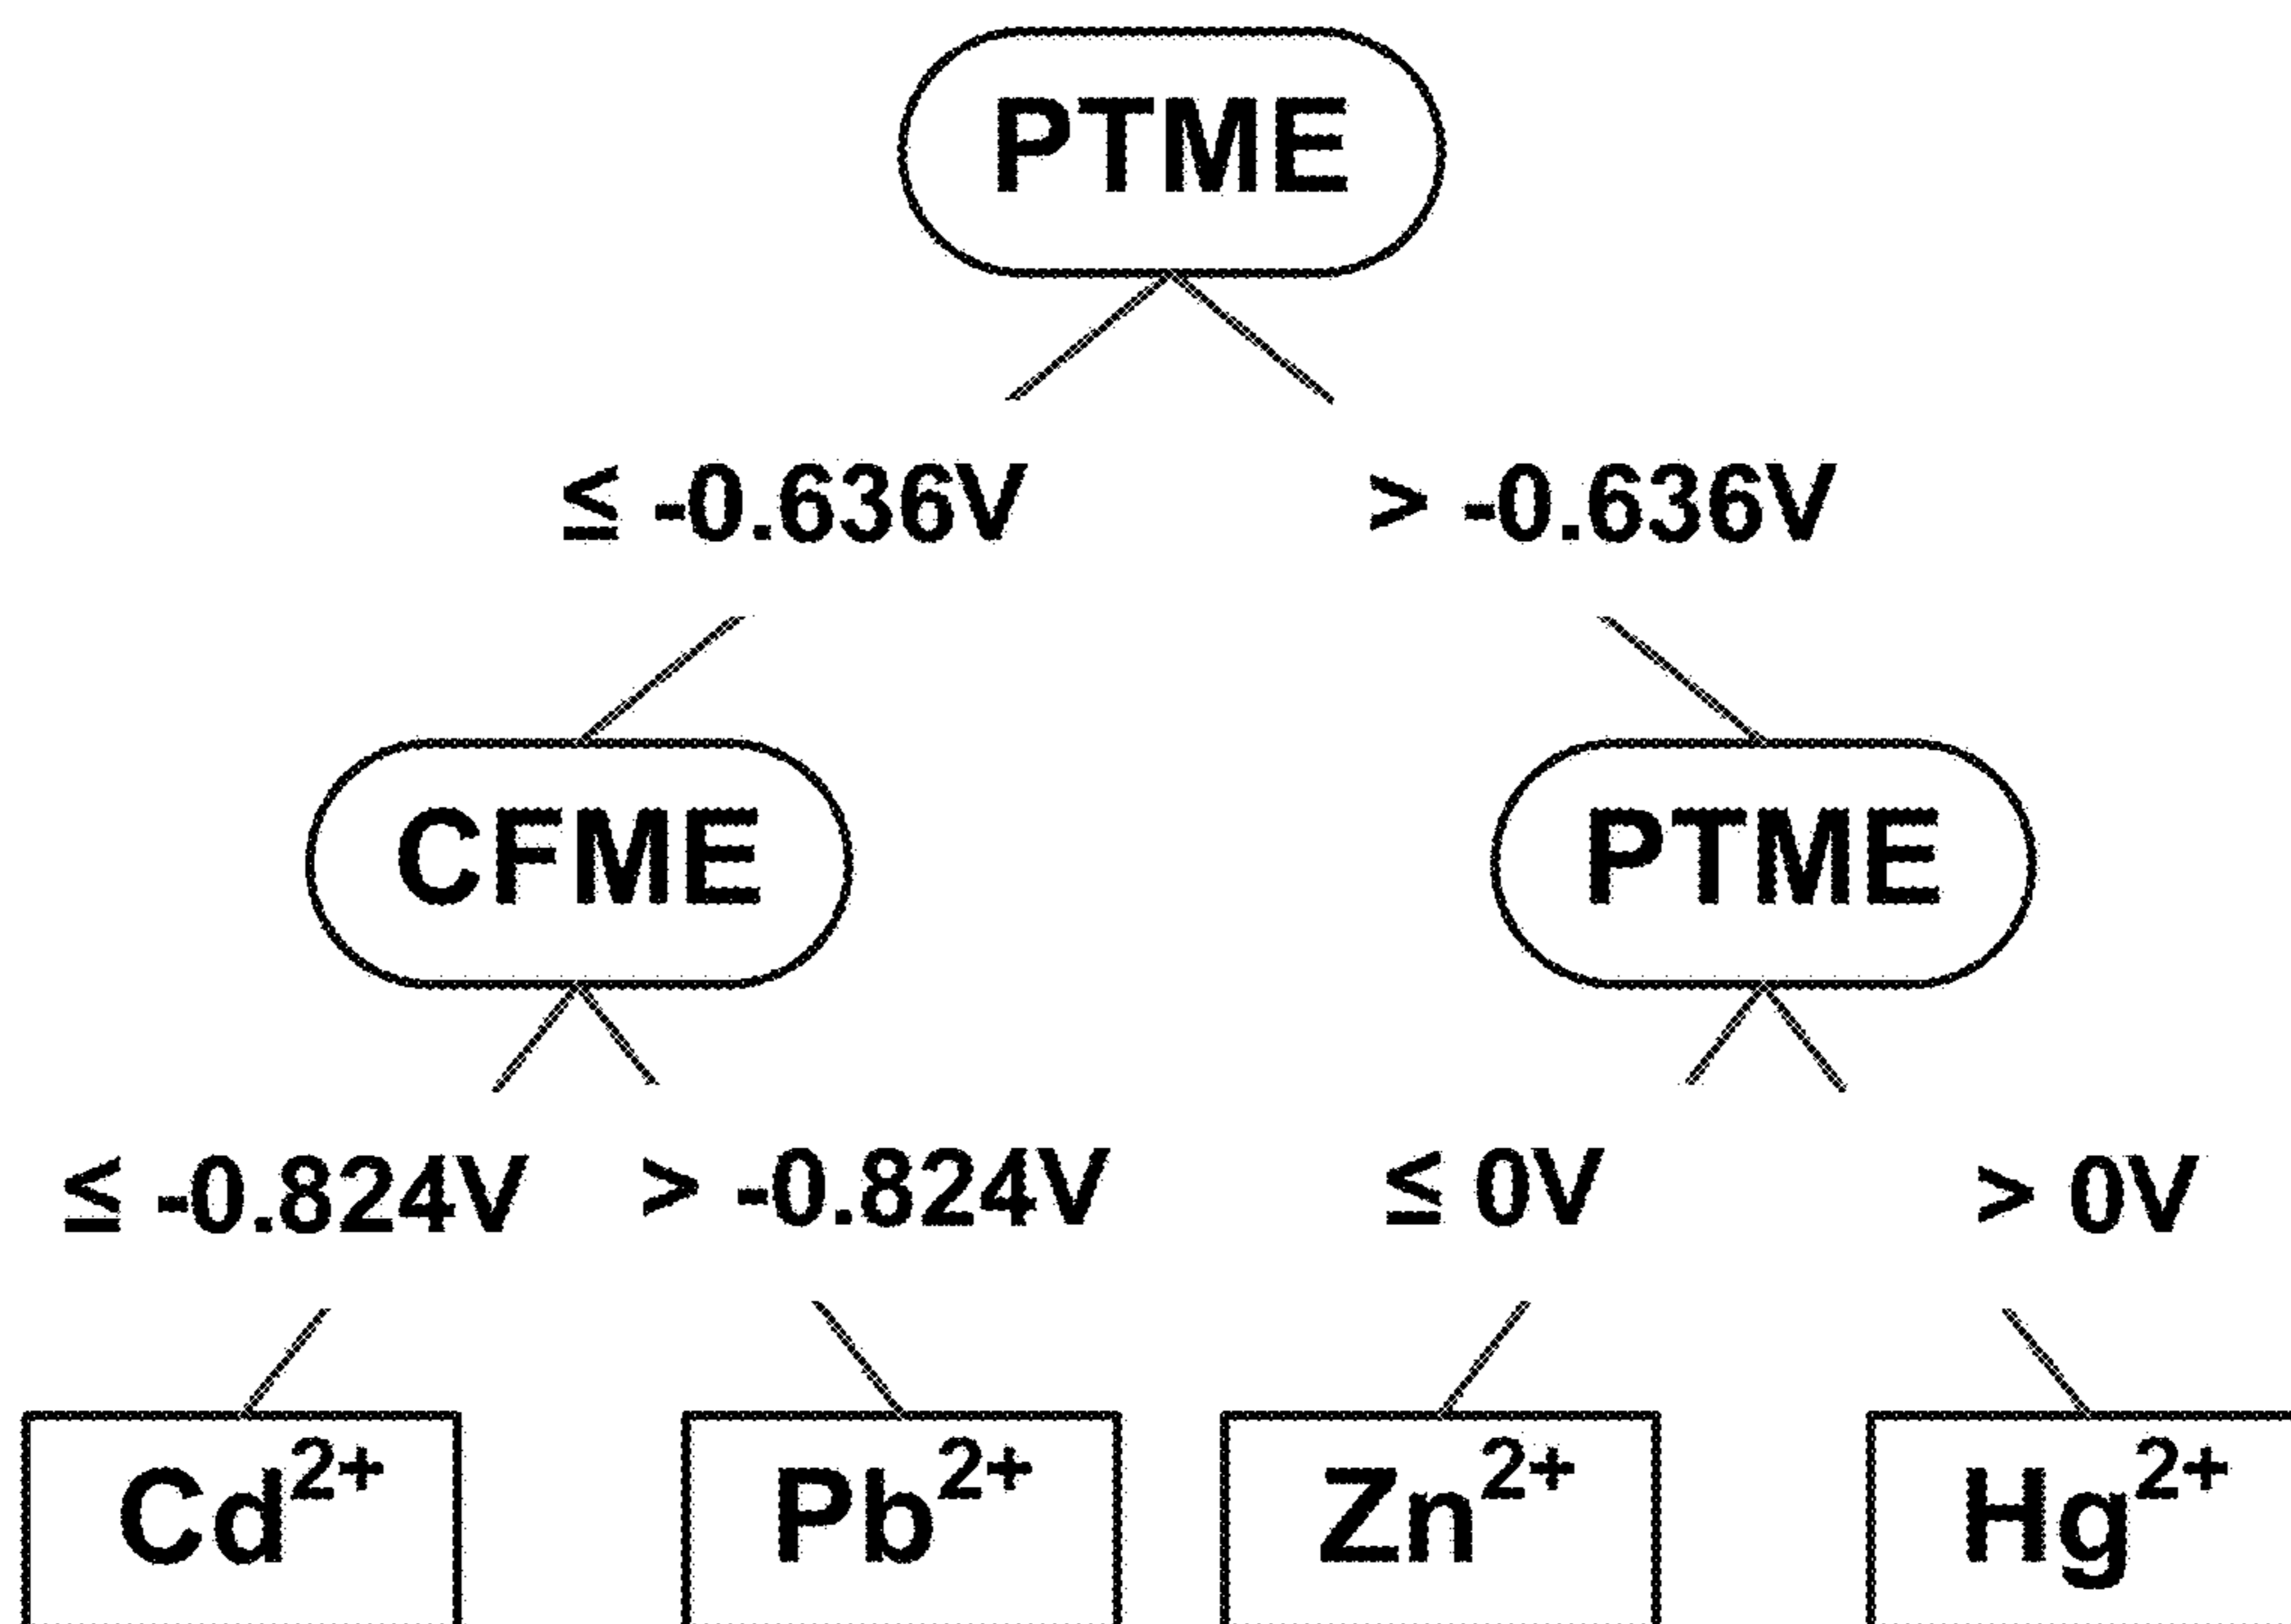 PTME
≤ -0.636V > -0.636V
CFME PTME
≤ -0.824V > -0.824V ≤ 0V > 0V
Cd2+ Pb2+ Zn2+ Hg2+